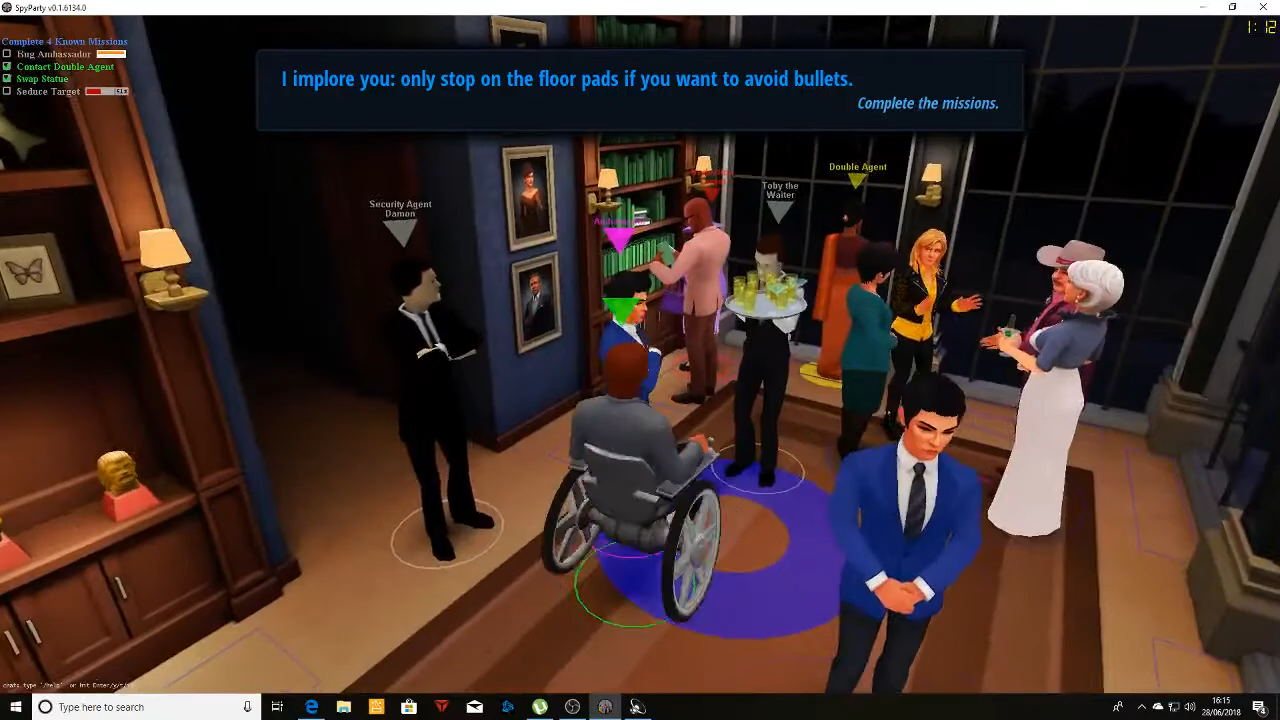 SpyParty v0.1.6134.0
1:12
Complete 4 Known Missions
Bug Ambassador
Contact Double Agent
Swap Statue
Seduce Target
I implore you: only stop on the floor pads if you want to avoid bullets.
Complete the missions.
Security Agent
Damon
Toby the
Waiter
Double Agent
Type here to search
16:15
28/06/2018